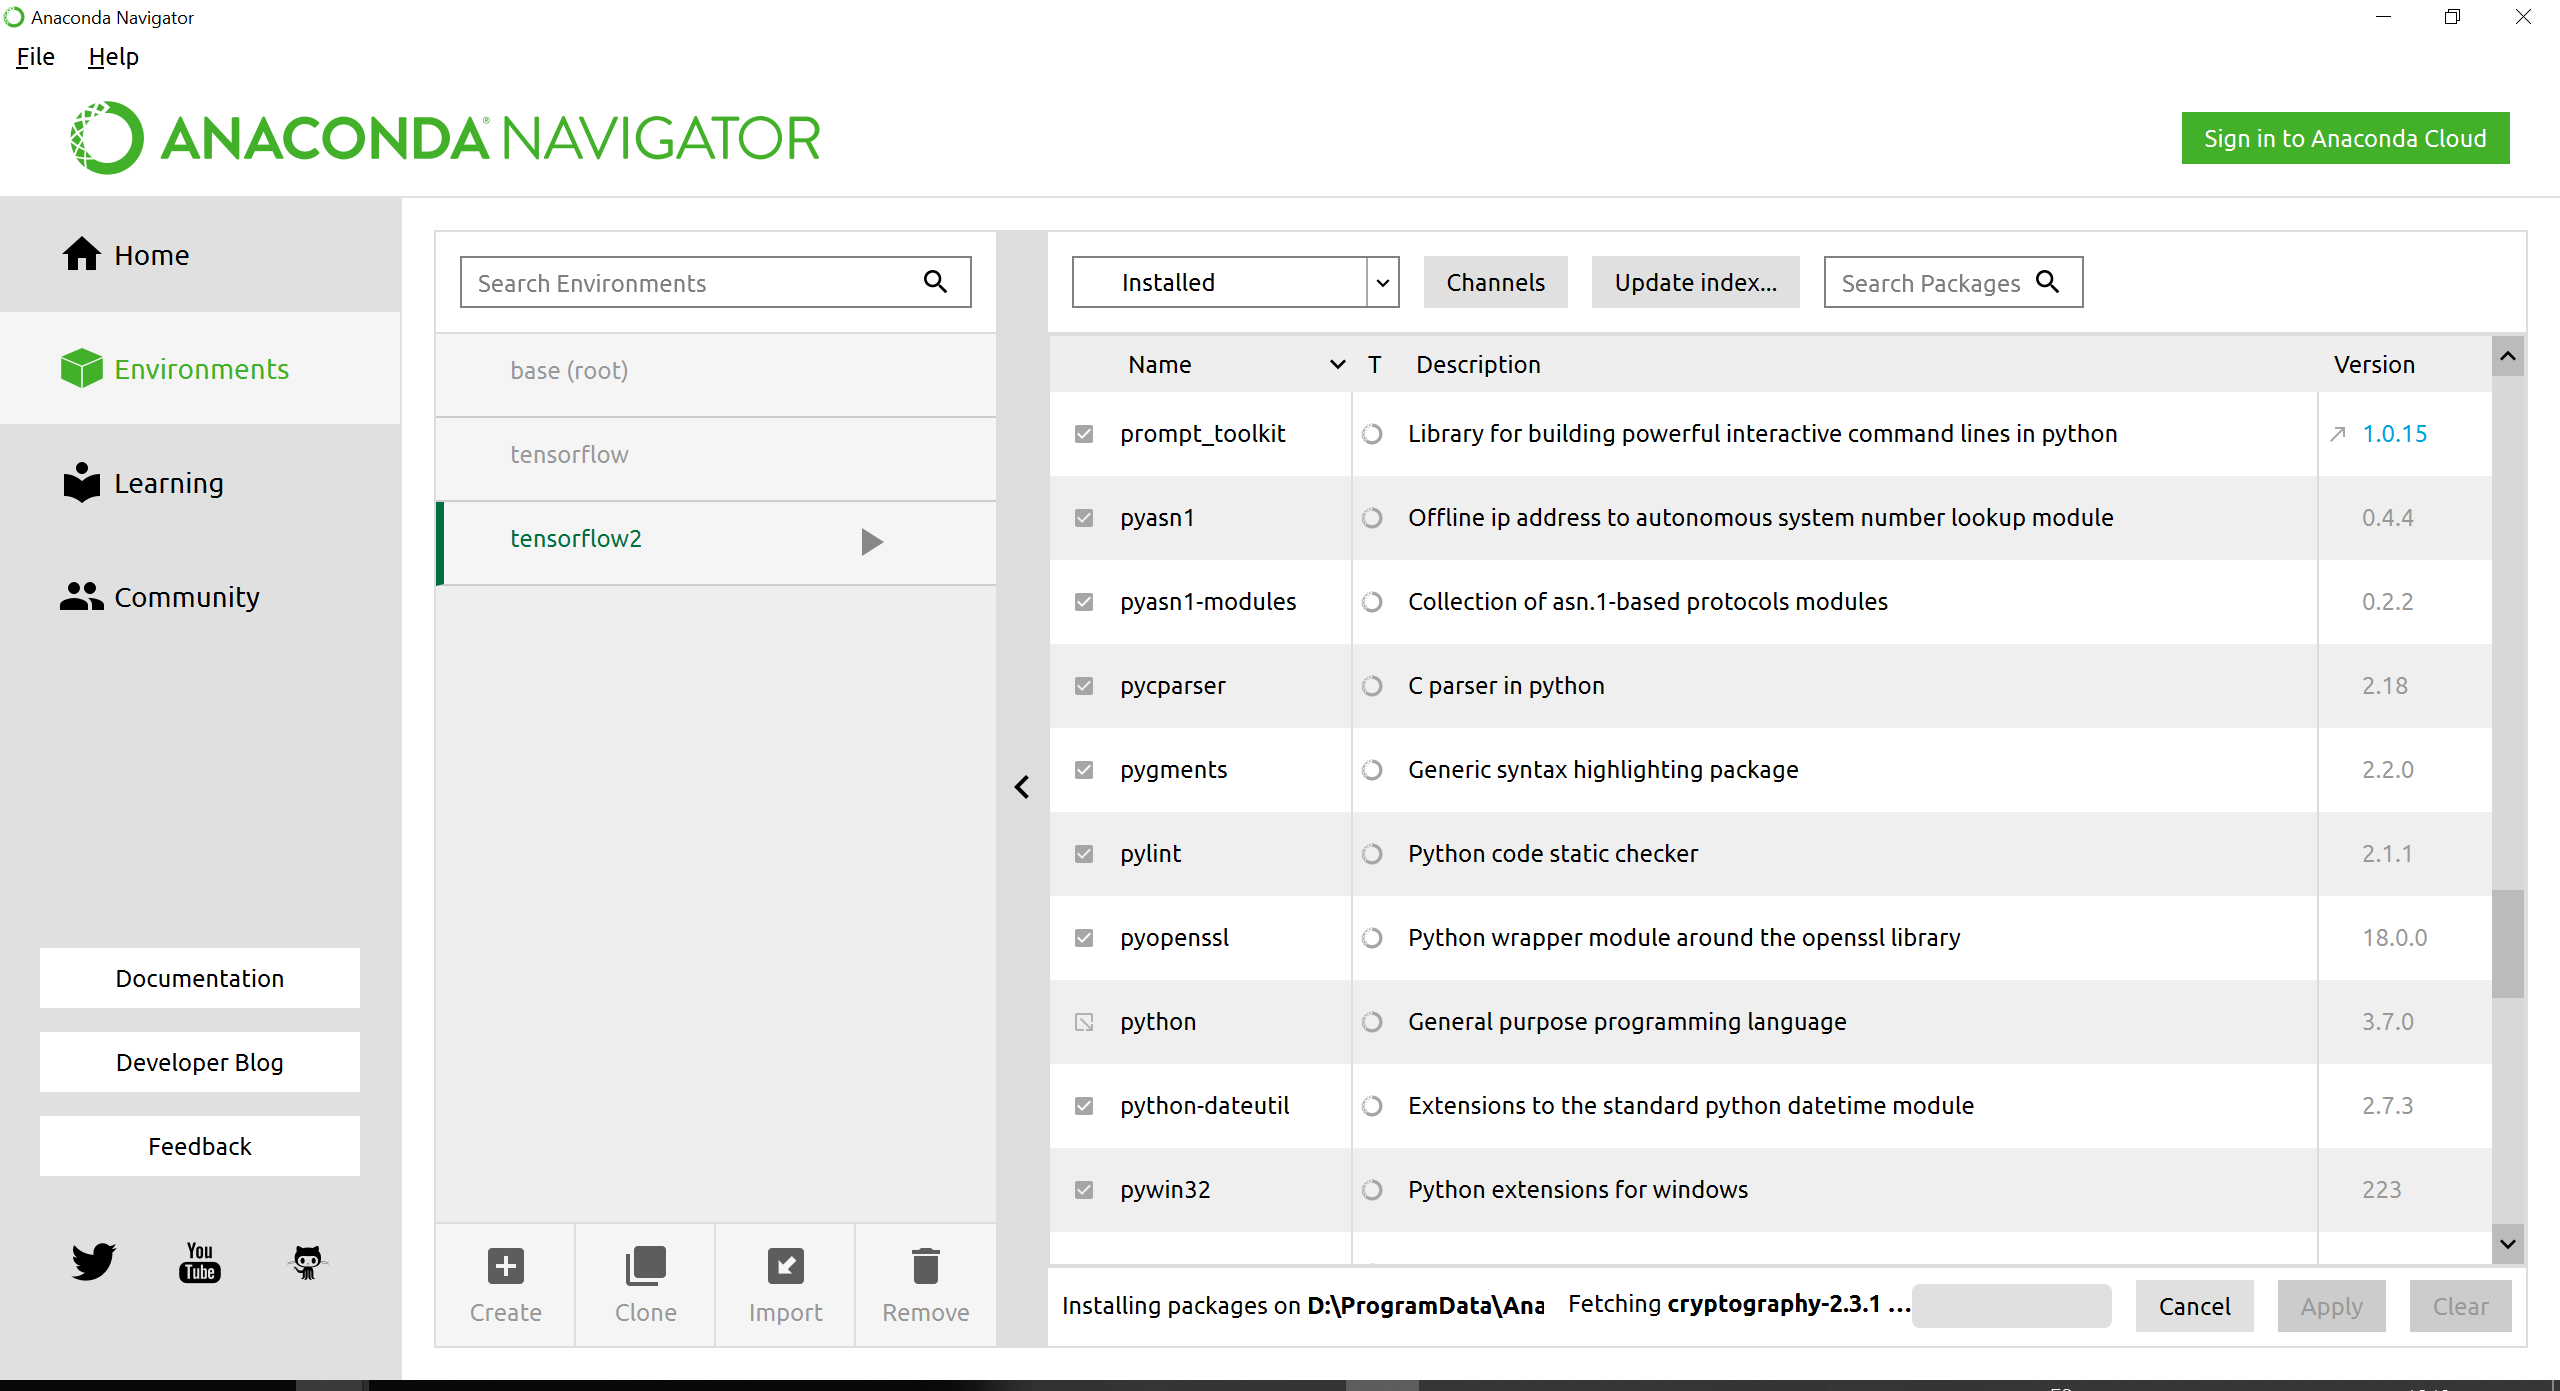 Anaconda Navigator
File Help
ANACONDA® NAVIGATOR
Sign in to Anaconda Cloud
Home
Environments
Learning
Community
Documentation
Developer Blog
Feedback
You
Tube
Search Environments
base (root)
tensorflow
tensorflow2
Create Clone Import Remove
Installed Channels Update index... Search Packages
Name T Description Version
prompt_toolkit Library for building powerful interactive command lines in python 1.0.15
pyasn1 Offline ip address to autonomous system number lookup module 0.4.4
pyasn1-modules Collection of asn.1-based protocols modules 0.2.2
pycparser C parser in python 2.18
pygments Generic syntax highlighting package 2.2.0
pylint Python code static checker 2.1.1
pyopenssl Python wrapper module around the openssl library 18.0.0
python General purpose programming language 3.7.0
python-dateutil Extensions to the standard python datetime module 2.7.3
pywin32 Python extensions for windows 223
Installing packages on D:\ProgramData\Ana Fetching cryptography-2.3.1 ... Cancel Apply Clear